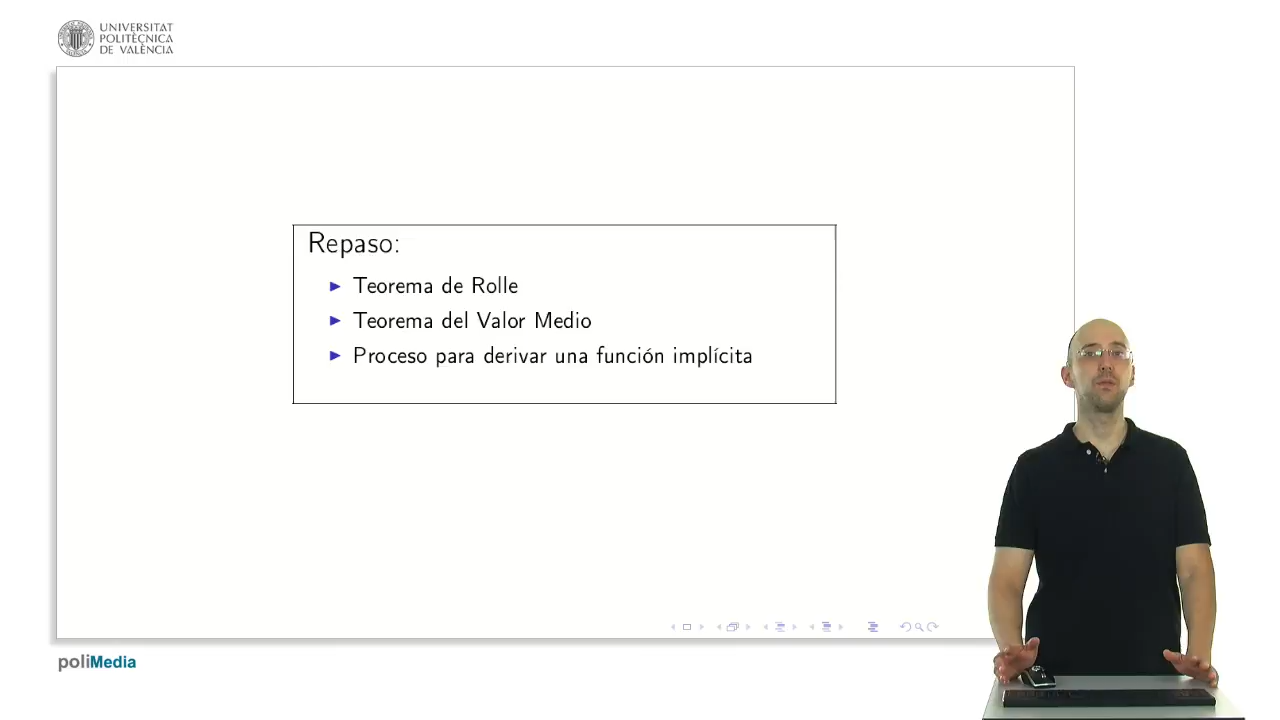 UNIVERSITAT
POLITÈCNICA
DE VALÈNCIA
Repaso:
Teorema de Rolle
Teorema del Valor Medio
Proceso para derivar una función implícita
poliMedia